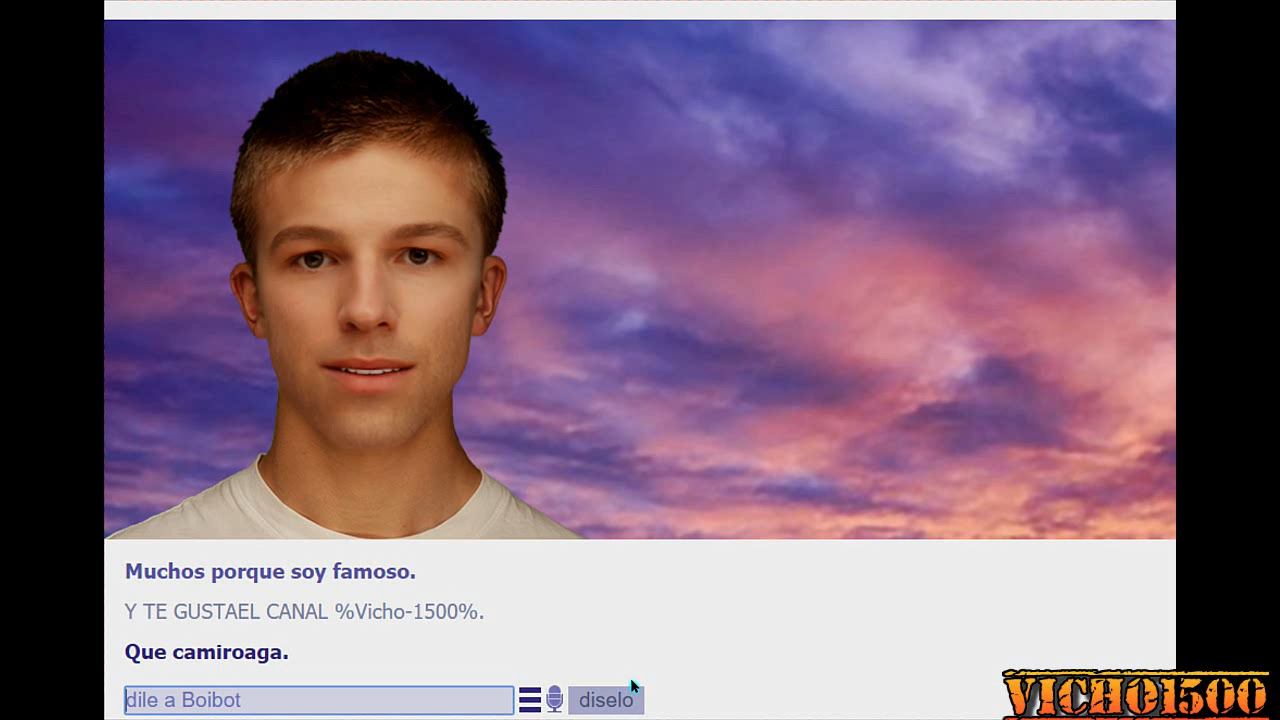 Muchos porque soy famoso.
Y TE GUSTAEL CANAL %Vicho-1500%.
Que camiroaga.
dile a Boibot
diselo
VICHO1500